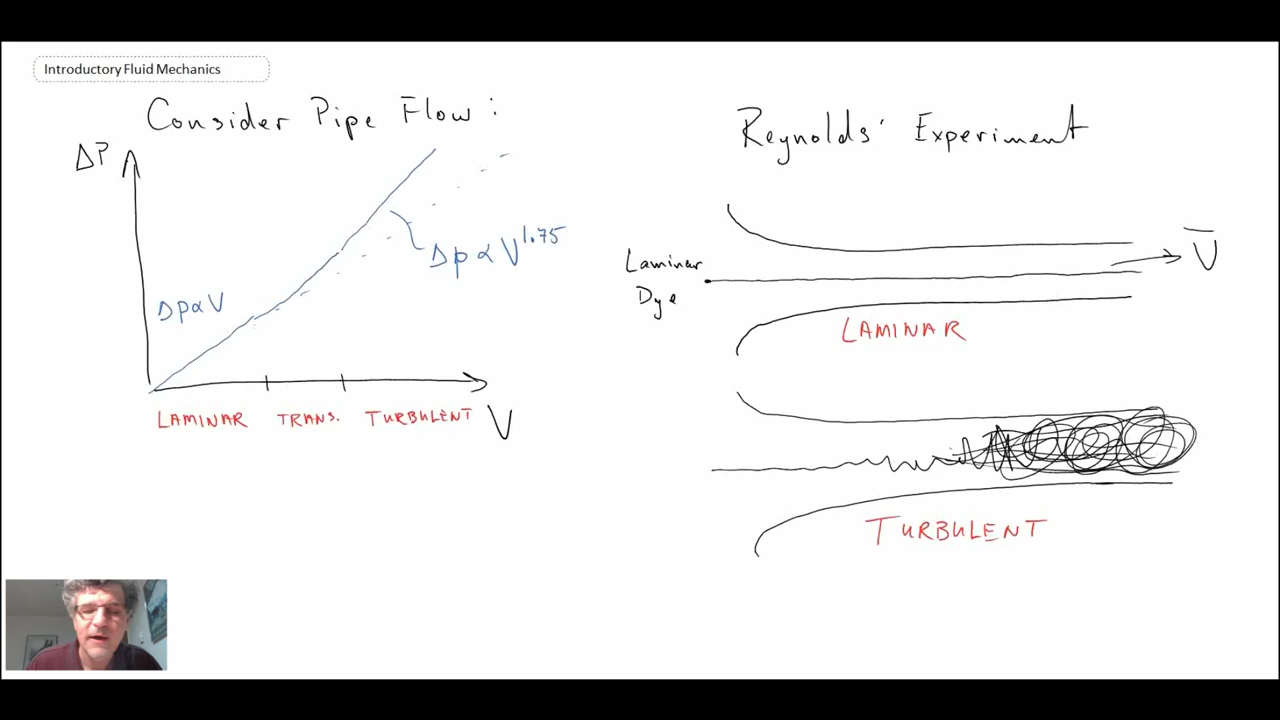 Introductory Fluid Mechanics
Consider Pipe Flow:
ΔP
Δp∝V
Δp∝V^1.75
LAMINAR TRANS. TURBULENT V
Reynolds' Experiment
Laminar
Dye
V̅
LAMINAR
TURBULENT